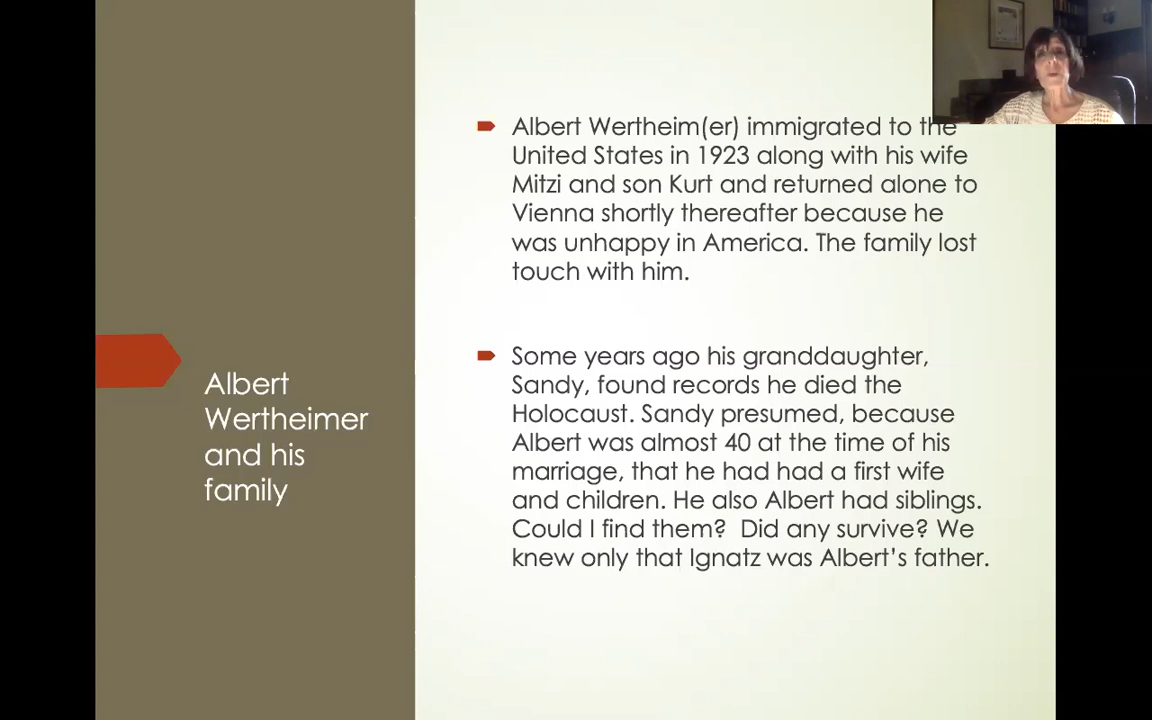 Albert
Wertheimer
and his
family
Albert Wertheim(er) immigrated to the
United States in 1923 along with his wife
Mitzi and son Kurt and returned alone to
Vienna shortly thereafter because he
was unhappy in America. The family lost
touch with him.
Some years ago his granddaughter,
Sandy, found records he died the
Holocaust. Sandy presumed, because
Albert was almost 40 at the time of his
marriage, that he had had a first wife
and children. He also Albert had siblings.
Could I find them?  Did any survive? We
knew only that Ignatz was Albert’s father.